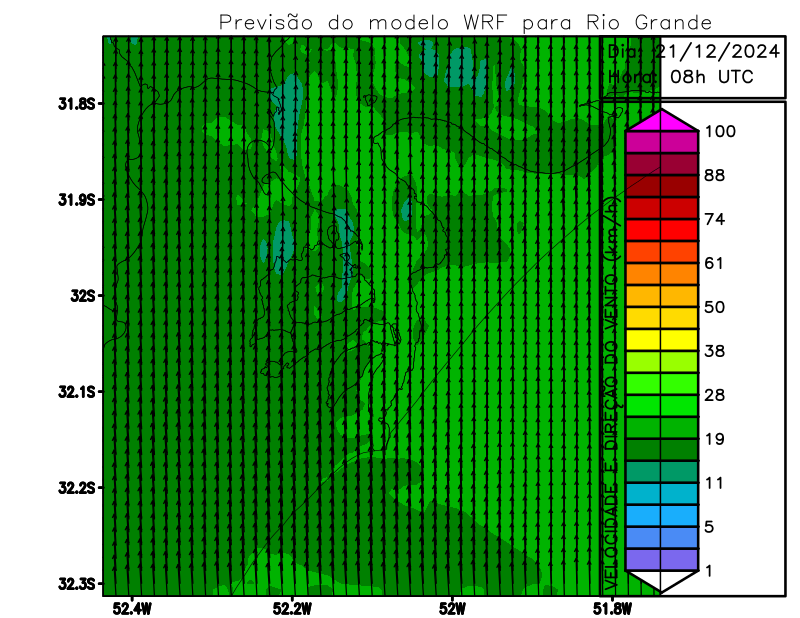 Previsão do modelo WRF para Rio Grande
Dia: 21/12/2024
Hora: 08h UTC
31.8S
31.9S
32S
32.1S
32.2S
32.3S
52.4W
52.2W
52W
51.8W
VELOCIDADE E DIREÇÃO DO VENTO (km/h)
100
88
74
61
50
38
28
19
11
5
1